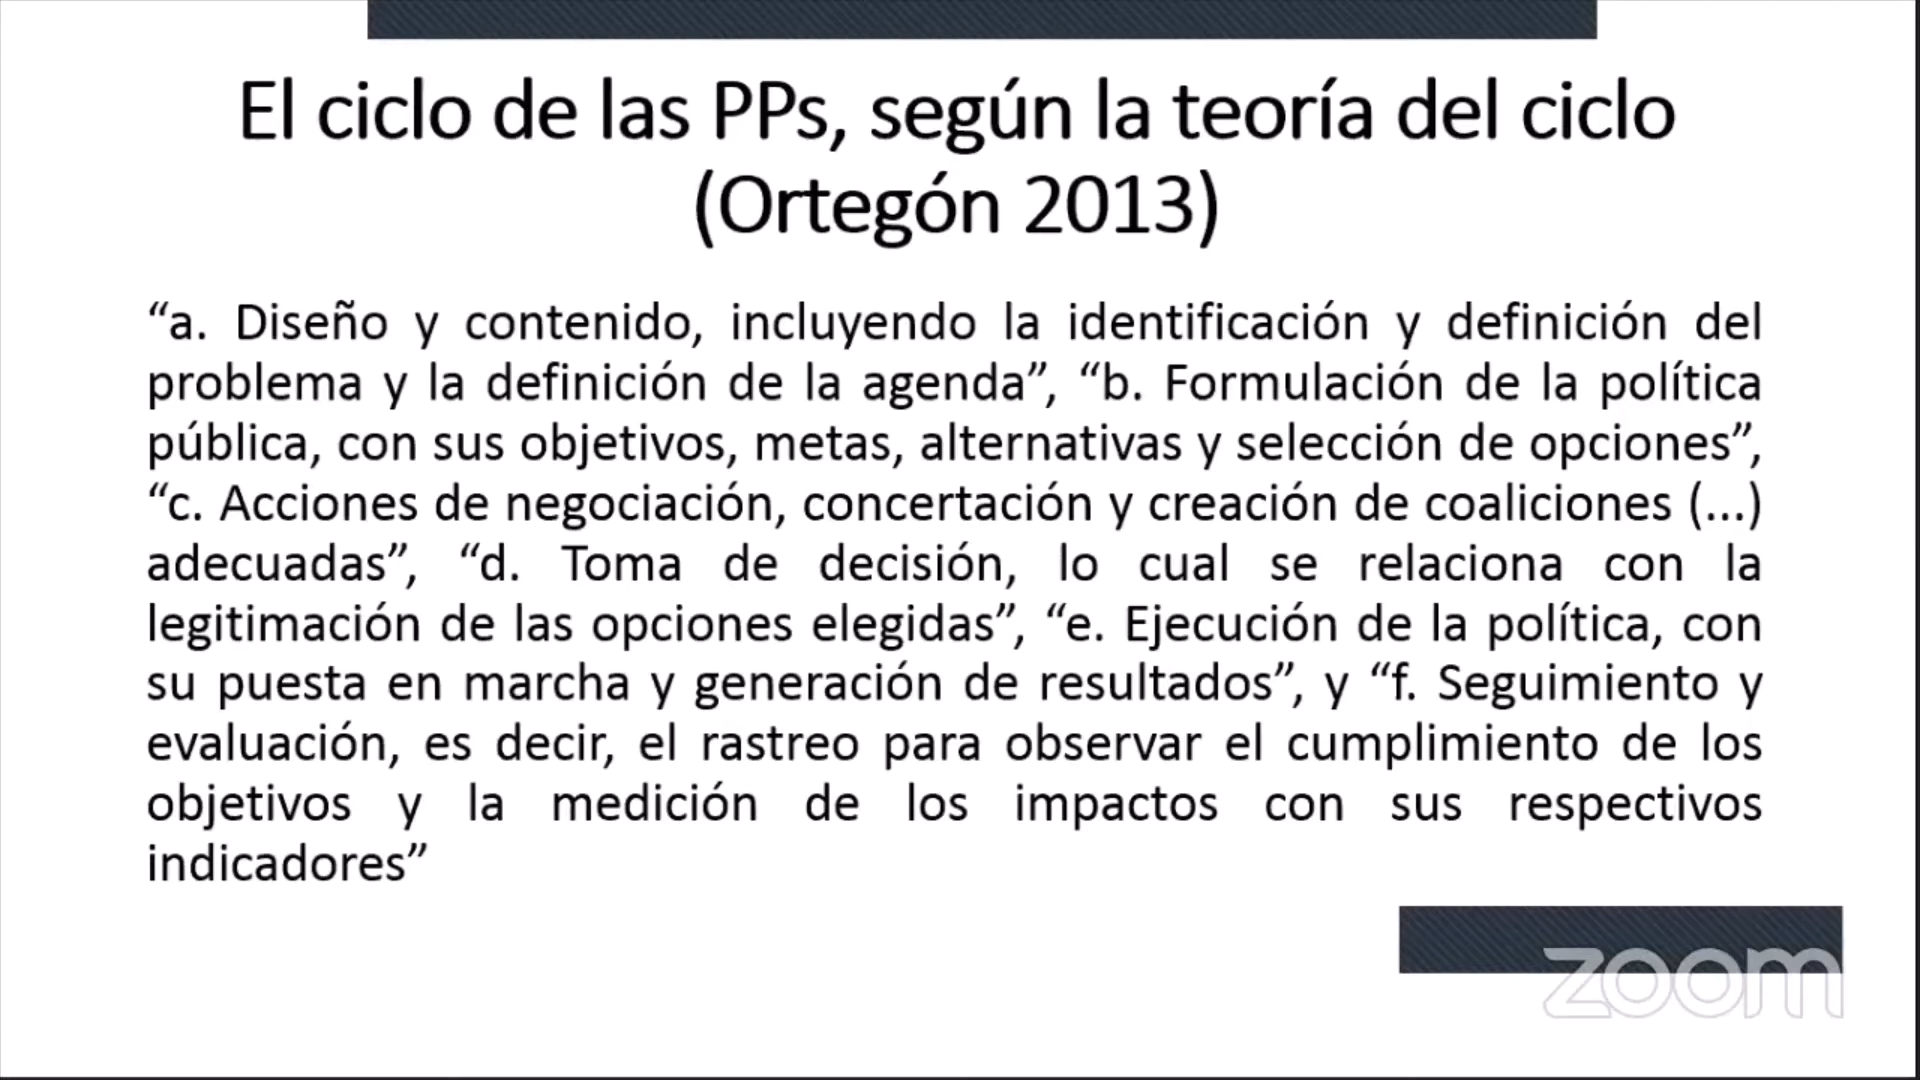 El ciclo de las PPs, según la teoría del ciclo
(Ortegón 2013)
“a. Diseño y contenido, incluyendo la identificación y definición del
problema y la definición de la agenda”, “b. Formulación de la política
pública, con sus objetivos, metas, alternativas y selección de opciones”,
“c. Acciones de negociación, concertación y creación de coaliciones (...)
adecuadas”, “d. Toma de decisión, lo cual se relaciona con la
legitimación de las opciones elegidas”, “e. Ejecución de la política, con
su puesta en marcha y generación de resultados”, y “f. Seguimiento y
evaluación, es decir, el rastreo para observar el cumplimiento de los
objetivos y la medición de los impactos con sus respectivos
indicadores”
zoom